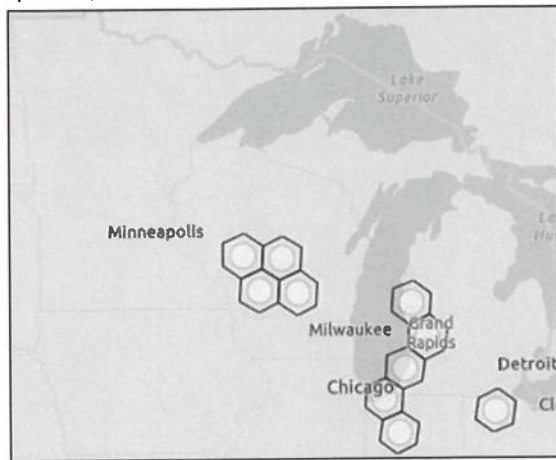 Lake
Superior
Minneapolis
Milwaukee
Grand
Rapids
Detroit
Chicago